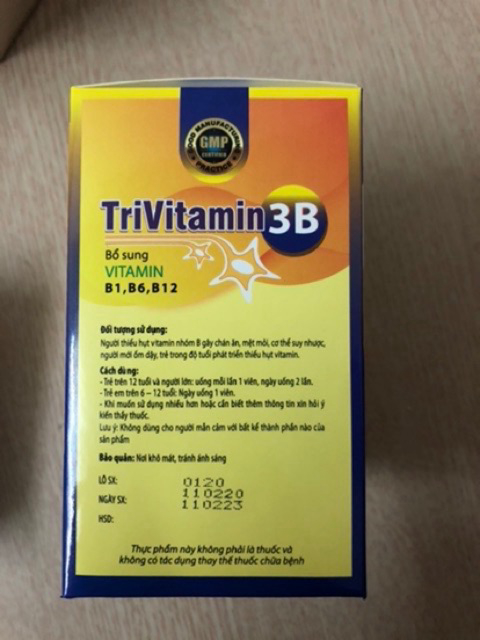 GOOD MANUFACTURING
GMP
CERTIFIED
PRACTICE
TriVitamin 3B
Bổ sung
VITAMIN
B1,B6,B12
Đối tượng sử dụng:
Người thiếu hụt vitamin nhóm B gây chán ăn, mệt mỏi, cơ thể suy nhược,
người mới ốm dậy, trẻ trong độ tuổi phát triển thiếu hụt vitamin.
Cách dùng:
- Trẻ trên 12 tuổi và người lớn: uống mỗi lần 1 viên, ngày uống 2 lần.
- Trẻ em trên 6 – 12 tuổi: Ngày uống 1 viên.
- Khi muốn sử dụng nhiều hơn hoặc cần biết thêm thông tin xin hỏi ý
kiến thầy thuốc.
Lưu ý: Không dùng cho người mẫn cảm với bất kể thành phần nào của
sản phẩm
Bảo quản: Nơi khô mát, tránh ánh sáng
LÔ SX: 0120
NGÀY SX: 110220
HSD: 110223
Thực phẩm này không phải là thuốc và
không có tác dụng thay thế thuốc chữa bệnh